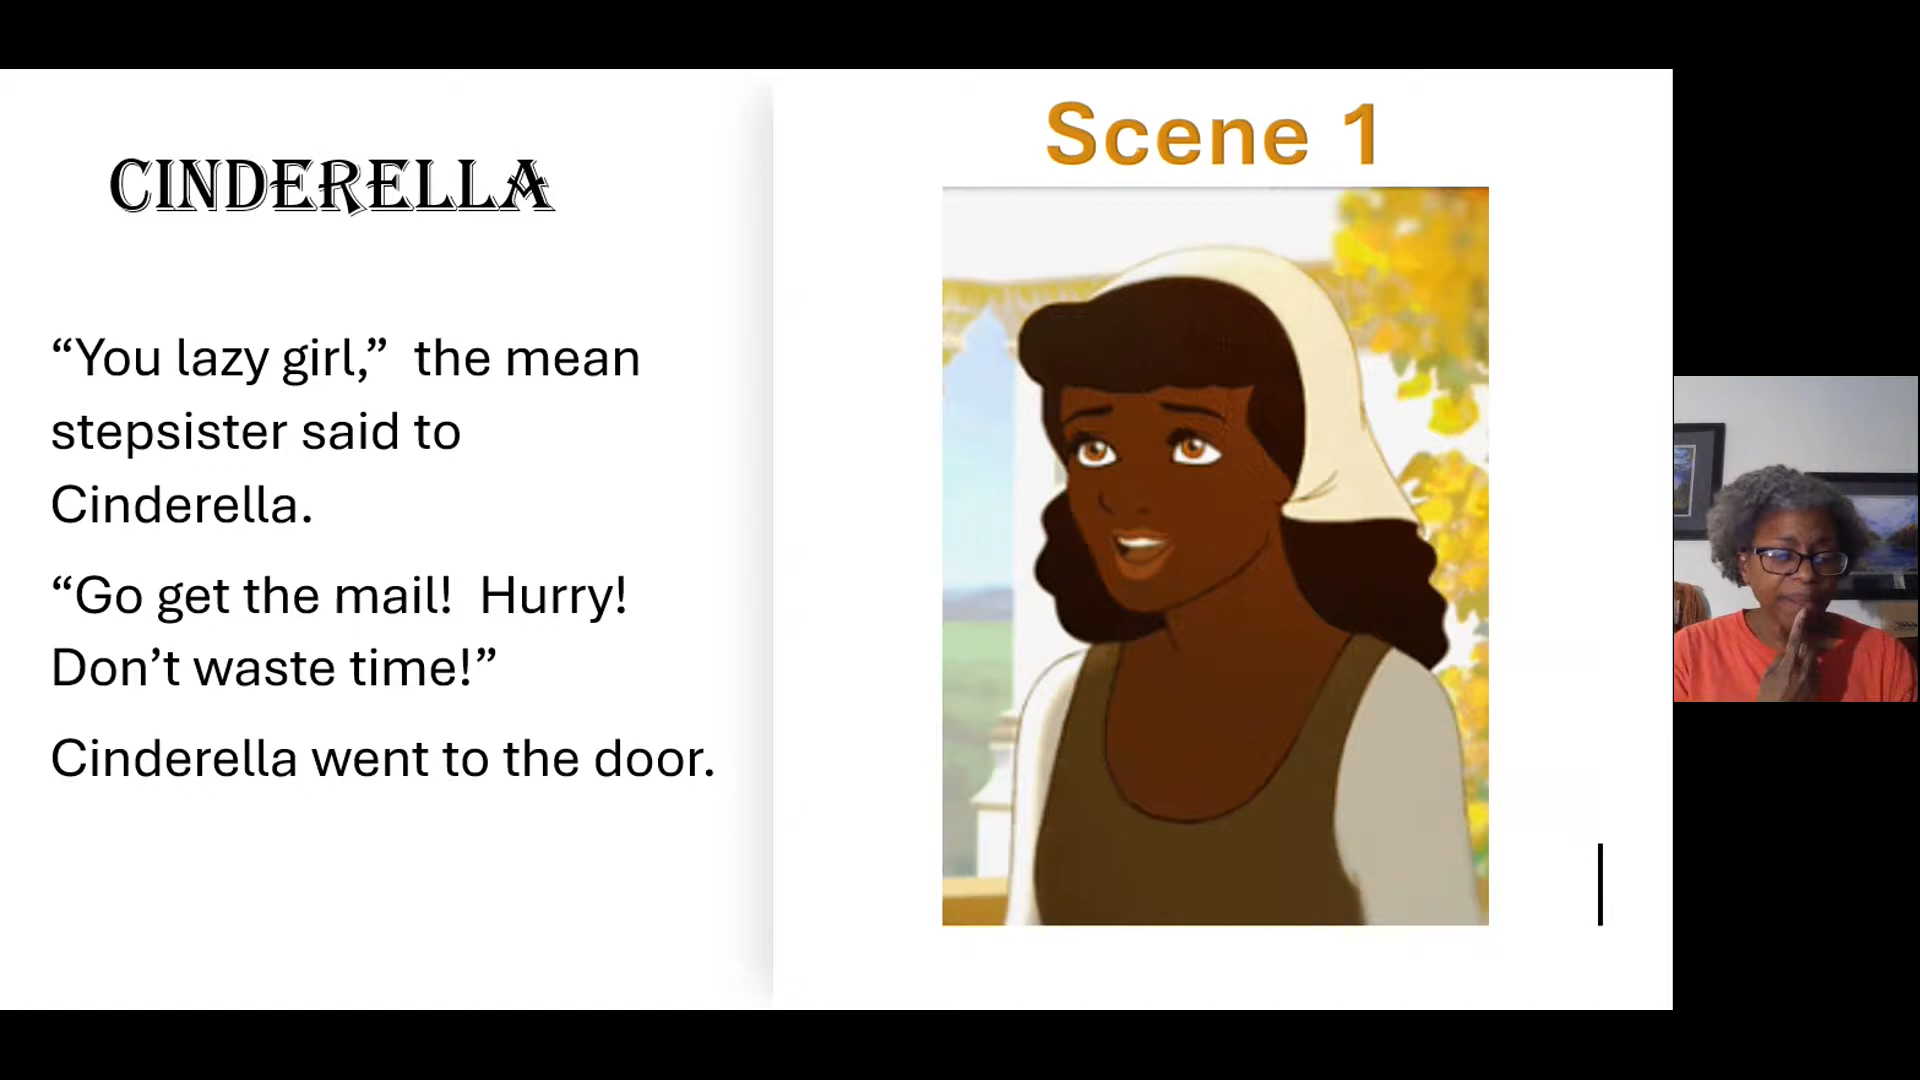 CINDERELLA
“You lazy girl,”  the mean
stepsister said to
Cinderella.
“Go get the mail!  Hurry!
Don’t waste time!”
Cinderella went to the door.
Scene 1